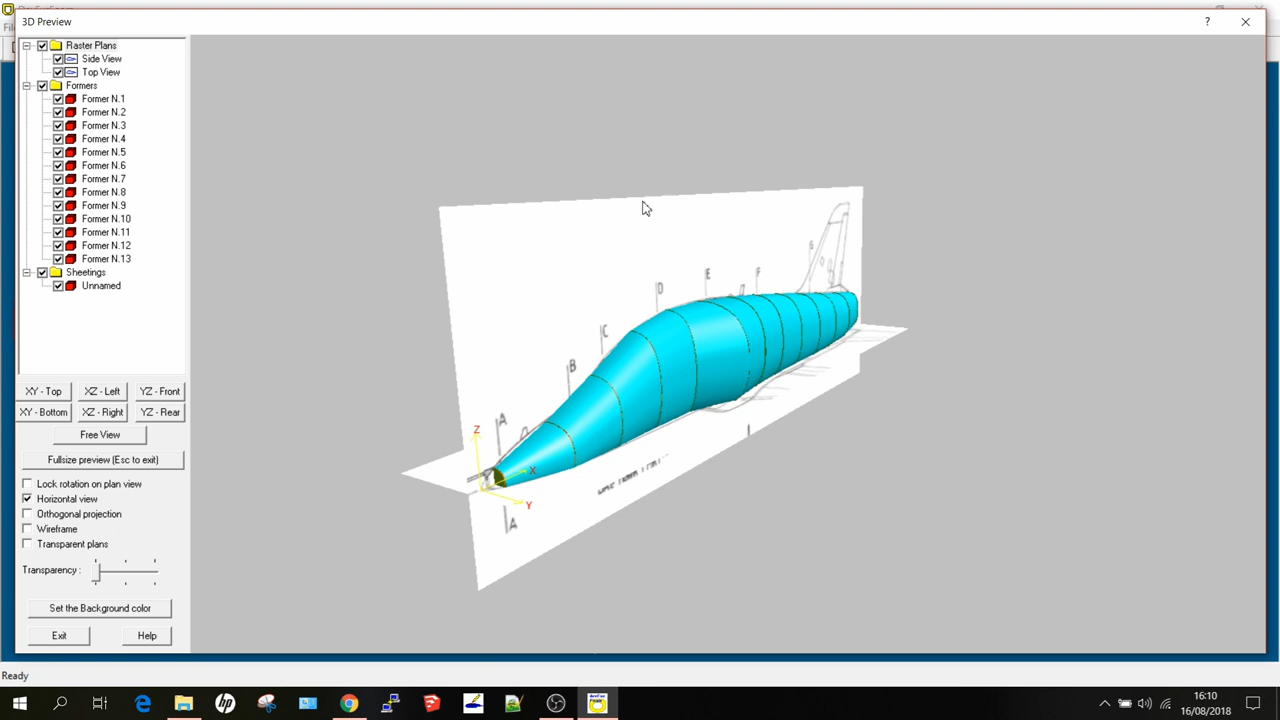 3D Preview
?
Raster Plans
Side View
Top View
Formers
Former N.1
Former N.2
Former N.3
Former N.4
Former N.5
Former N.6
Former N.7
Former N.8
Former N.9
Former N.10
Former N.11
Former N.12
Former N.13
Sheetings
Unnamed
XY - Top
XZ - Left
YZ - Front
XY - Bottom
XZ - Right
YZ - Rear
Free View
Fullsize preview (Esc to exit)
Lock rotation on plan view
Horizontal view
Orthogonal projection
Wireframe
Transparent plans
Transparency :
Set the Background color
Exit
Help
G
F
E
D
C
B
A
Z
X
Y
A
Ready
hp
16:10
16/08/2018